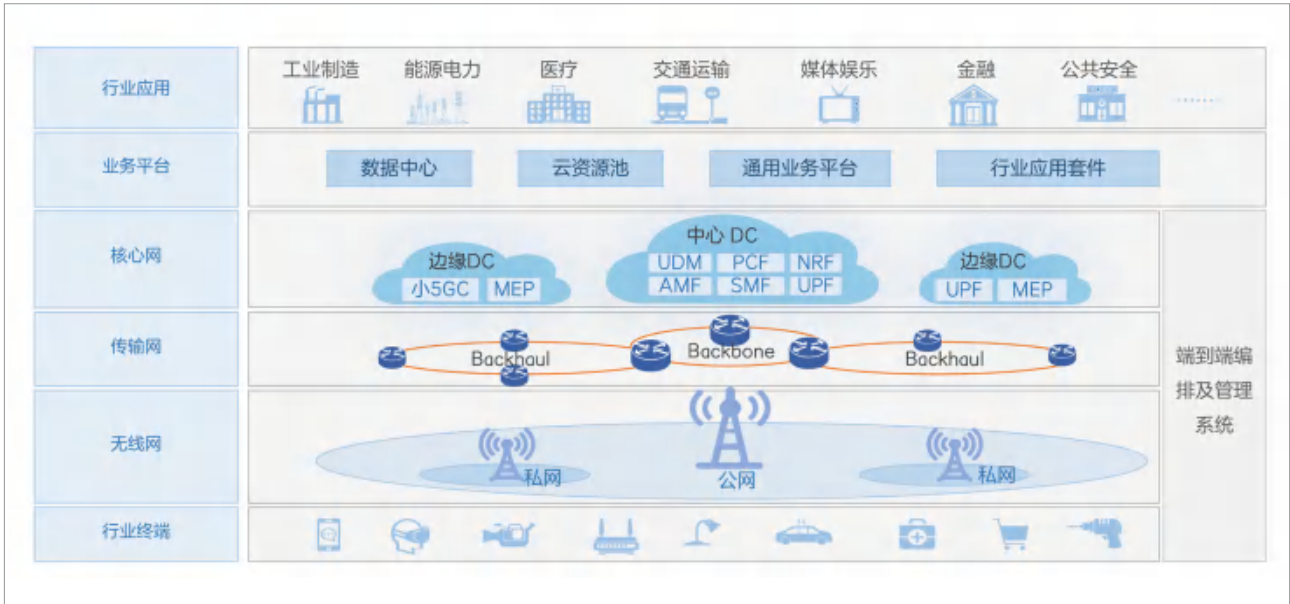 行业应用
工业制造 能源电力 医疗 交通运输 媒体娱乐 金融 公共安全 ......
业务平台
数据中心 云资源池 通用业务平台 行业应用套件
核心网
边缘DC
小5GC MEP
中心 DC
UDM PCF NRF
AMF SMF UPF
边缘DC
UPF MEP
传输网
Backhaul Backbone Backhaul
无线网
私网 公网 私网
行业终端
端到端编
排及管理
系统